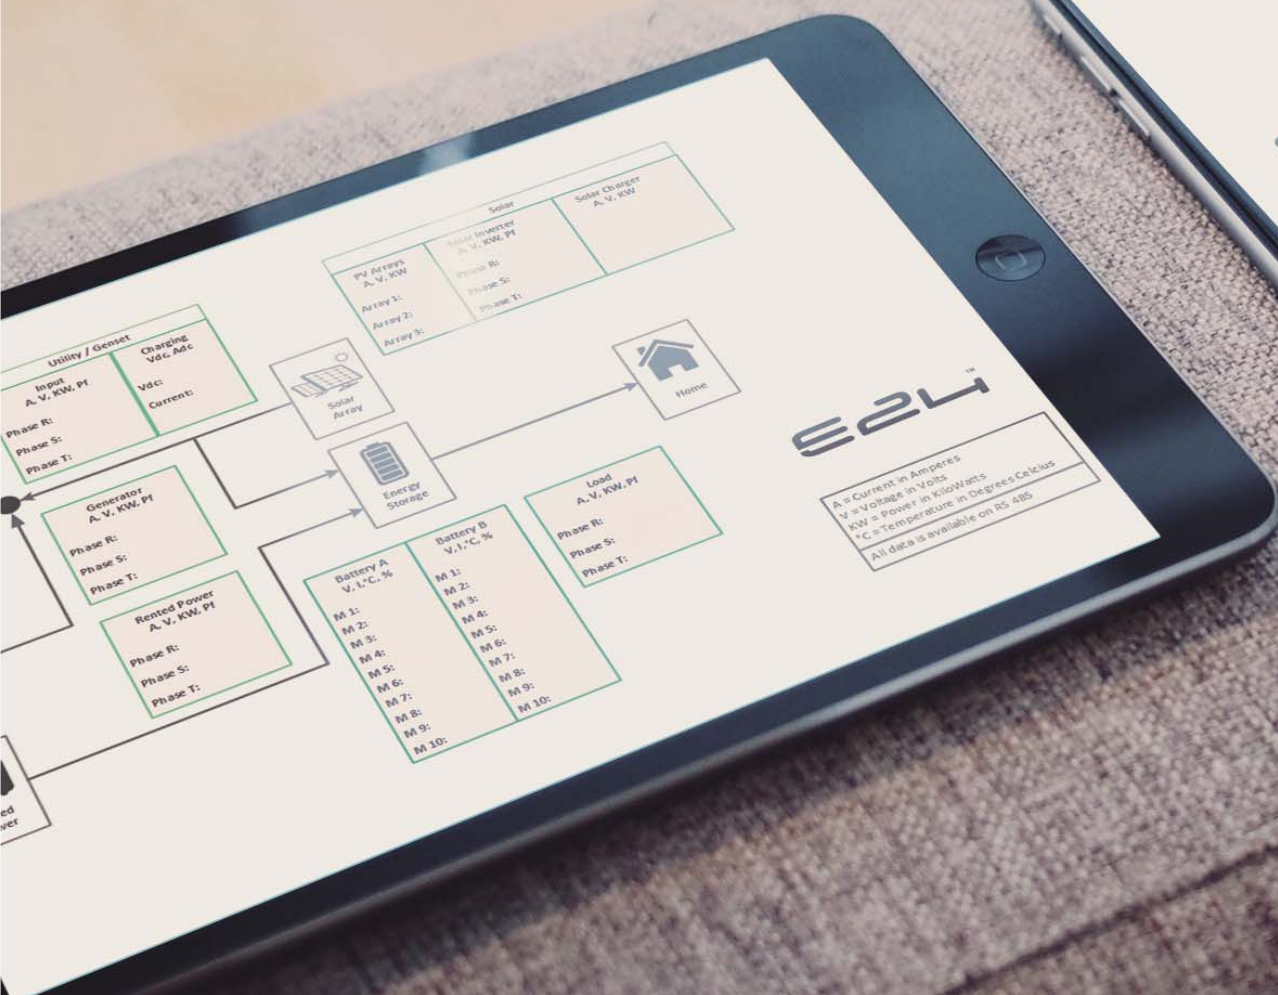 Solar
PV Arrays
A, V, KW
Array 1:
Array 2:
Array 3:
Solar Inverter
A, V, KW, Pf
Phase R:
Phase S:
Phase T:
Solar Charger
A, V, KW
Utility / Genset
Input
A, V, KW, Pf
Phase R:
Phase S:
Phase T:
Charging
Vdc, Adc
Vdc:
Current:
Solar
Array
Home
Energy
Storage
Generator
A, V, KW, Pf
Phase R:
Phase S:
Phase T:
Rented Power
A, V, KW, Pf
Phase R:
Phase S:
Phase T:
Battery A
V, I,°C, %
M 1:
M 2:
M 3:
M 4:
M 5:
M 6:
M 7:
M 8:
M 9:
M 10:
Battery B
V, I,°C, %
M 1:
M 2:
M 3:
M 4:
M 5:
M 6:
M 7:
M 8:
M 9:
M 10:
Load
A, V, KW, Pf
Phase R:
Phase S:
Phase T:
E24™
A = Current in Amperes
V = Voltage in Volts
KW = Power in KiloWatts
°C = Temperature in Degrees Celcius
All data is available on RS 485
ed
ver